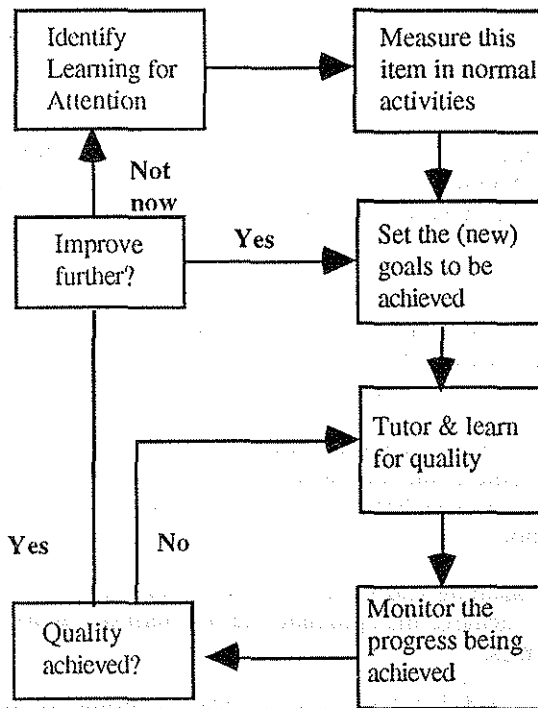 Identify
Learning for
Attention
Measure this
item in normal
activities
Not
now
Improve
further?
Yes
Set the (new)
goals to be
achieved
Tutor & learn
for quality
Yes
No
Quality
achieved?
Monitor the
progress being
achieved